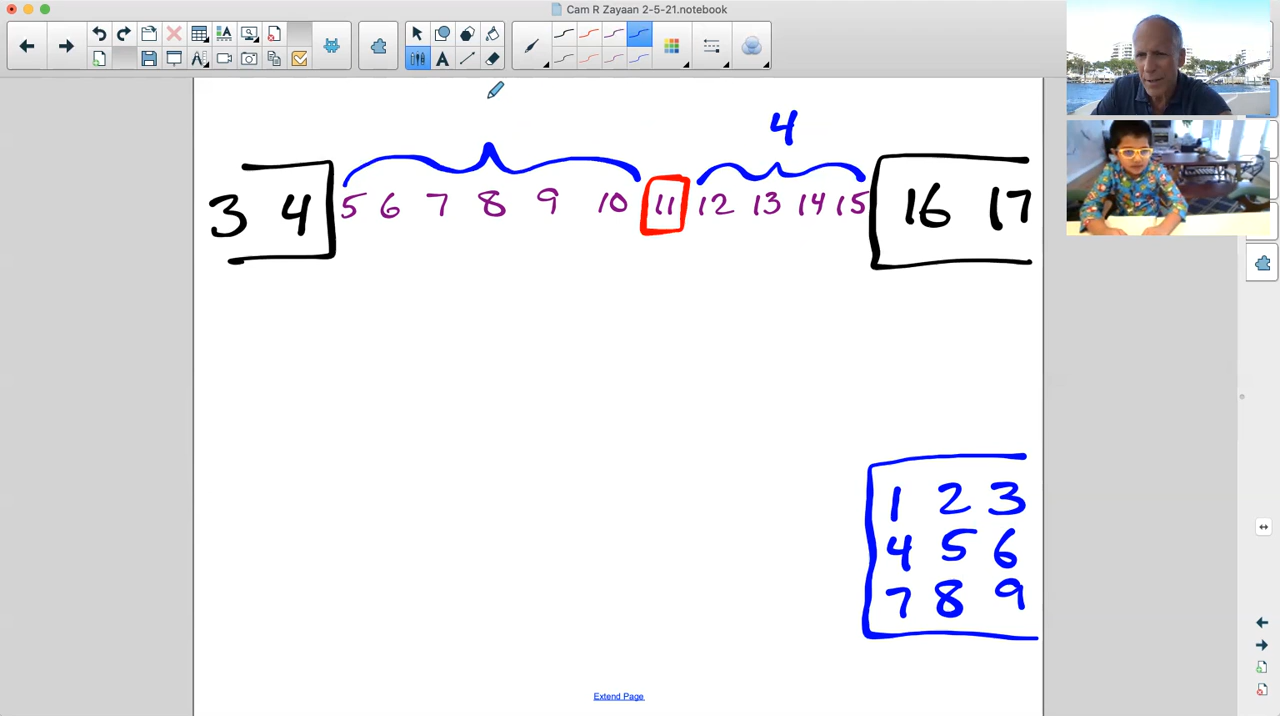 Cam R Zayaan 2-5-21.notebook
4
3 4 5 6 7 8 9 10 11 12 13 14 15 16 17
1 2 3
4 5 6
7 8 9
Extend Page